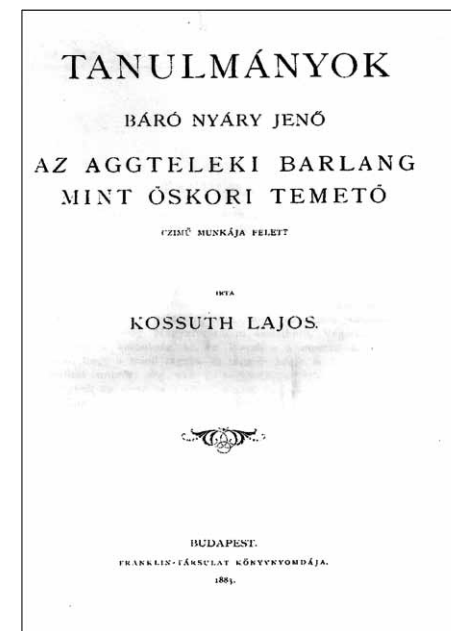 TANULMÁNYOK
BÁRÓ NYÁRY JENŐ
AZ AGGTELEKI BARLANG
MINT ŐSKORI TEMETŐ
CZIMŰ MUNKÁJA FELETT
IRTA
KOSSUTH LAJOS.
BUDAPEST.
FRANKLIN-TÁRSULAT KÖNYVNYOMDÁJA.